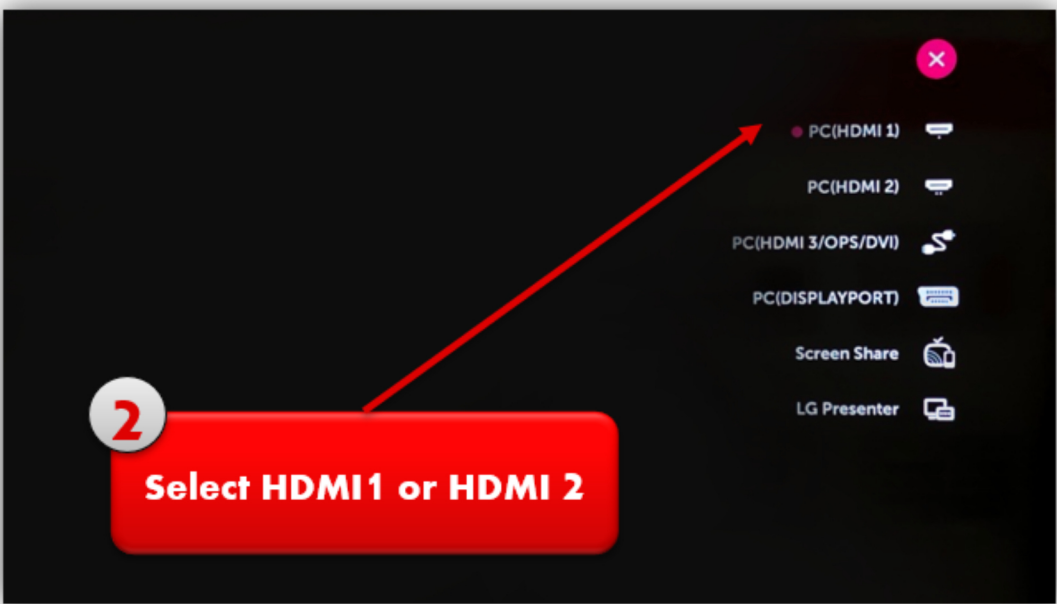 PC(HDMI 1)
PC(HDMI 2)
PC(HDMI 3/OPS/DVI)
PC(DISPLAYPORT)
Screen Share
LG Presenter
2
Select HDMI1 or HDMI 2